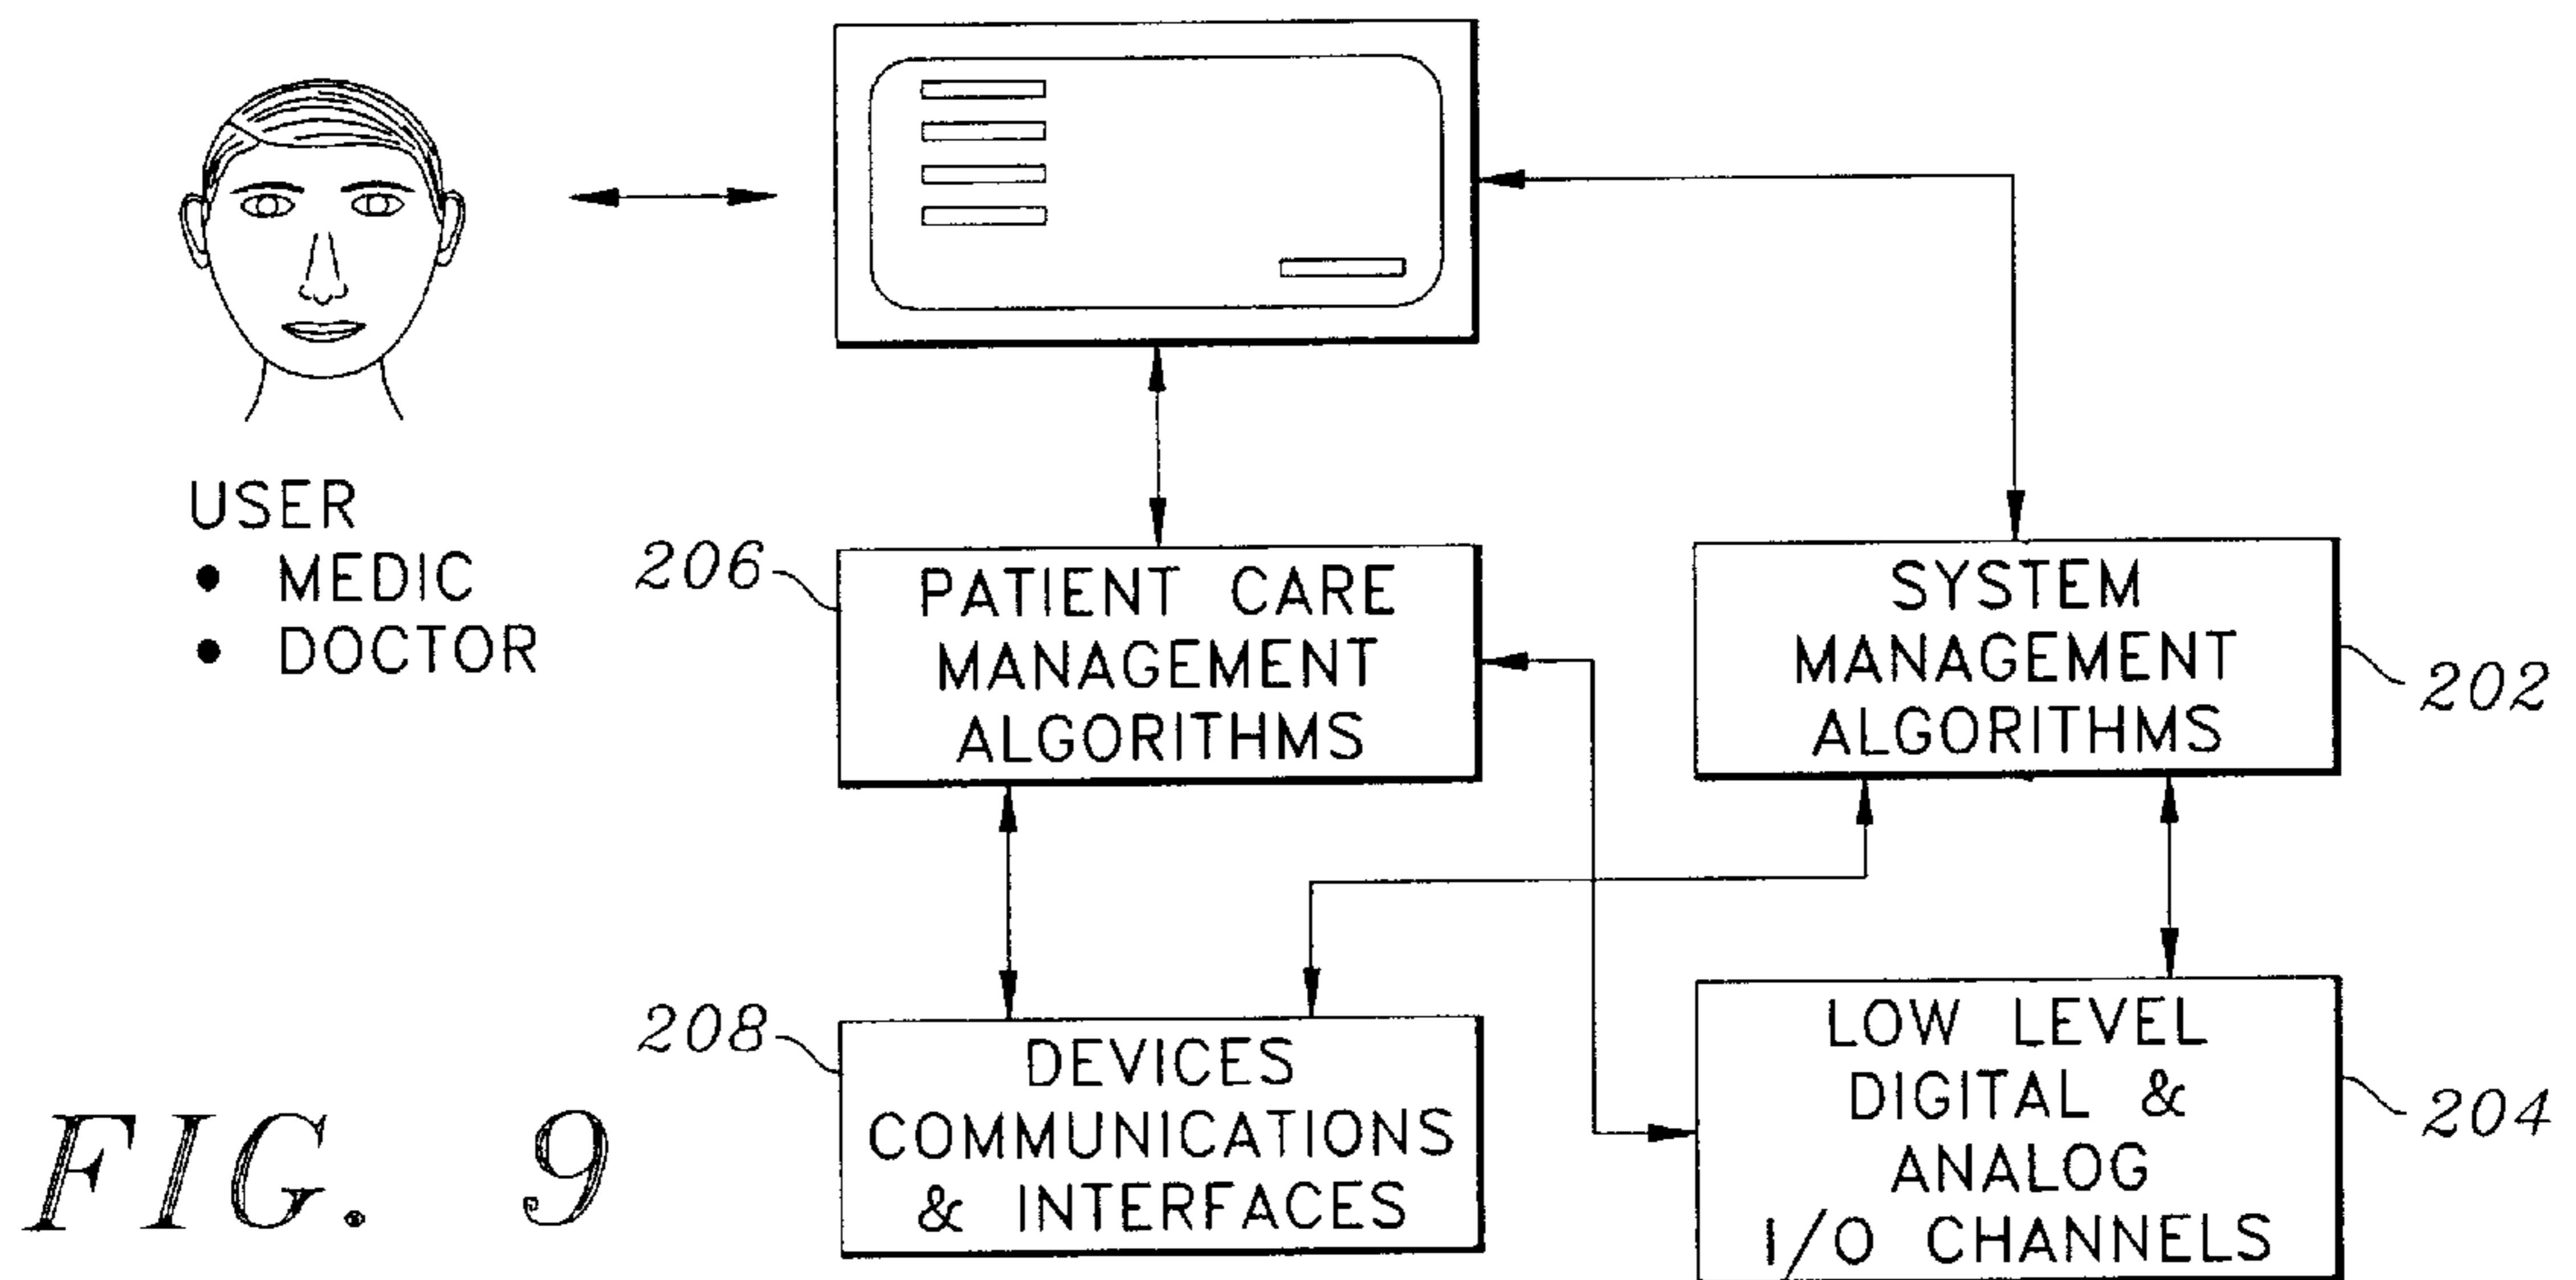 USER
• MEDIC
• DOCTOR
206
PATIENT CARE
MANAGEMENT
ALGORITHMS
SYSTEM
MANAGEMENT
ALGORITHMS
202
208
DEVICES
COMMUNICATIONS
& INTERFACES
LOW LEVEL
DIGITAL &
ANALOG
I/O CHANNELS
204
FIG. 9